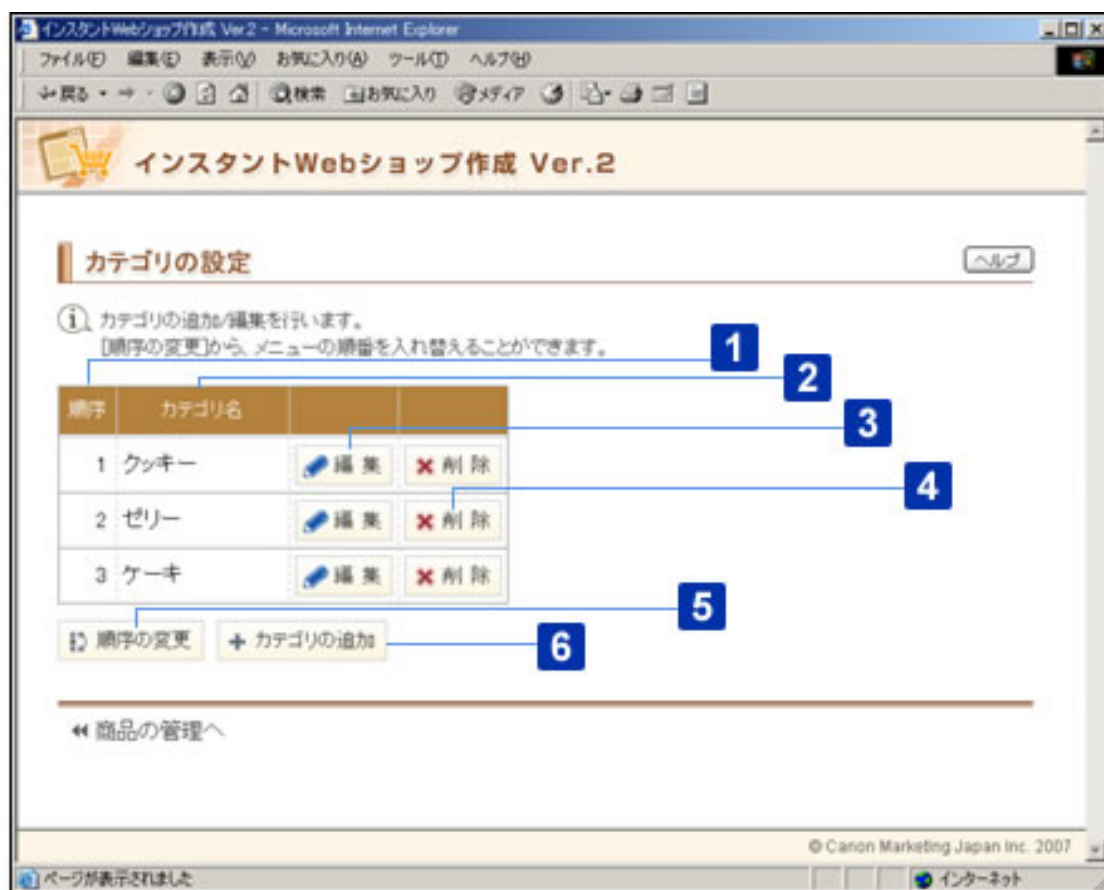 インスタントWebショップ作成 Ver.2 - Microsoft Internet Explorer
ファイル(F) 編集(E) 表示(V) お気に入り(A) ツール(T) ヘルプ(H)
戻る 検索 お気に入り メディア
インスタントWebショップ作成 Ver.2
カテゴリの設定 ヘルプ
i カテゴリの追加/編集を行います。
[順序の変更]から、メニューの順番を入れ替えることができます。
1
2
順序 カテゴリ名
3
1 クッキー 編集 削除
4
2 ゼリー 編集 削除
3 ケーキ 編集 削除
5
順序の変更 カテゴリの追加
6
商品の管理へ
© Canon Marketing Japan Inc. 2007
ページが表示されました インターネット